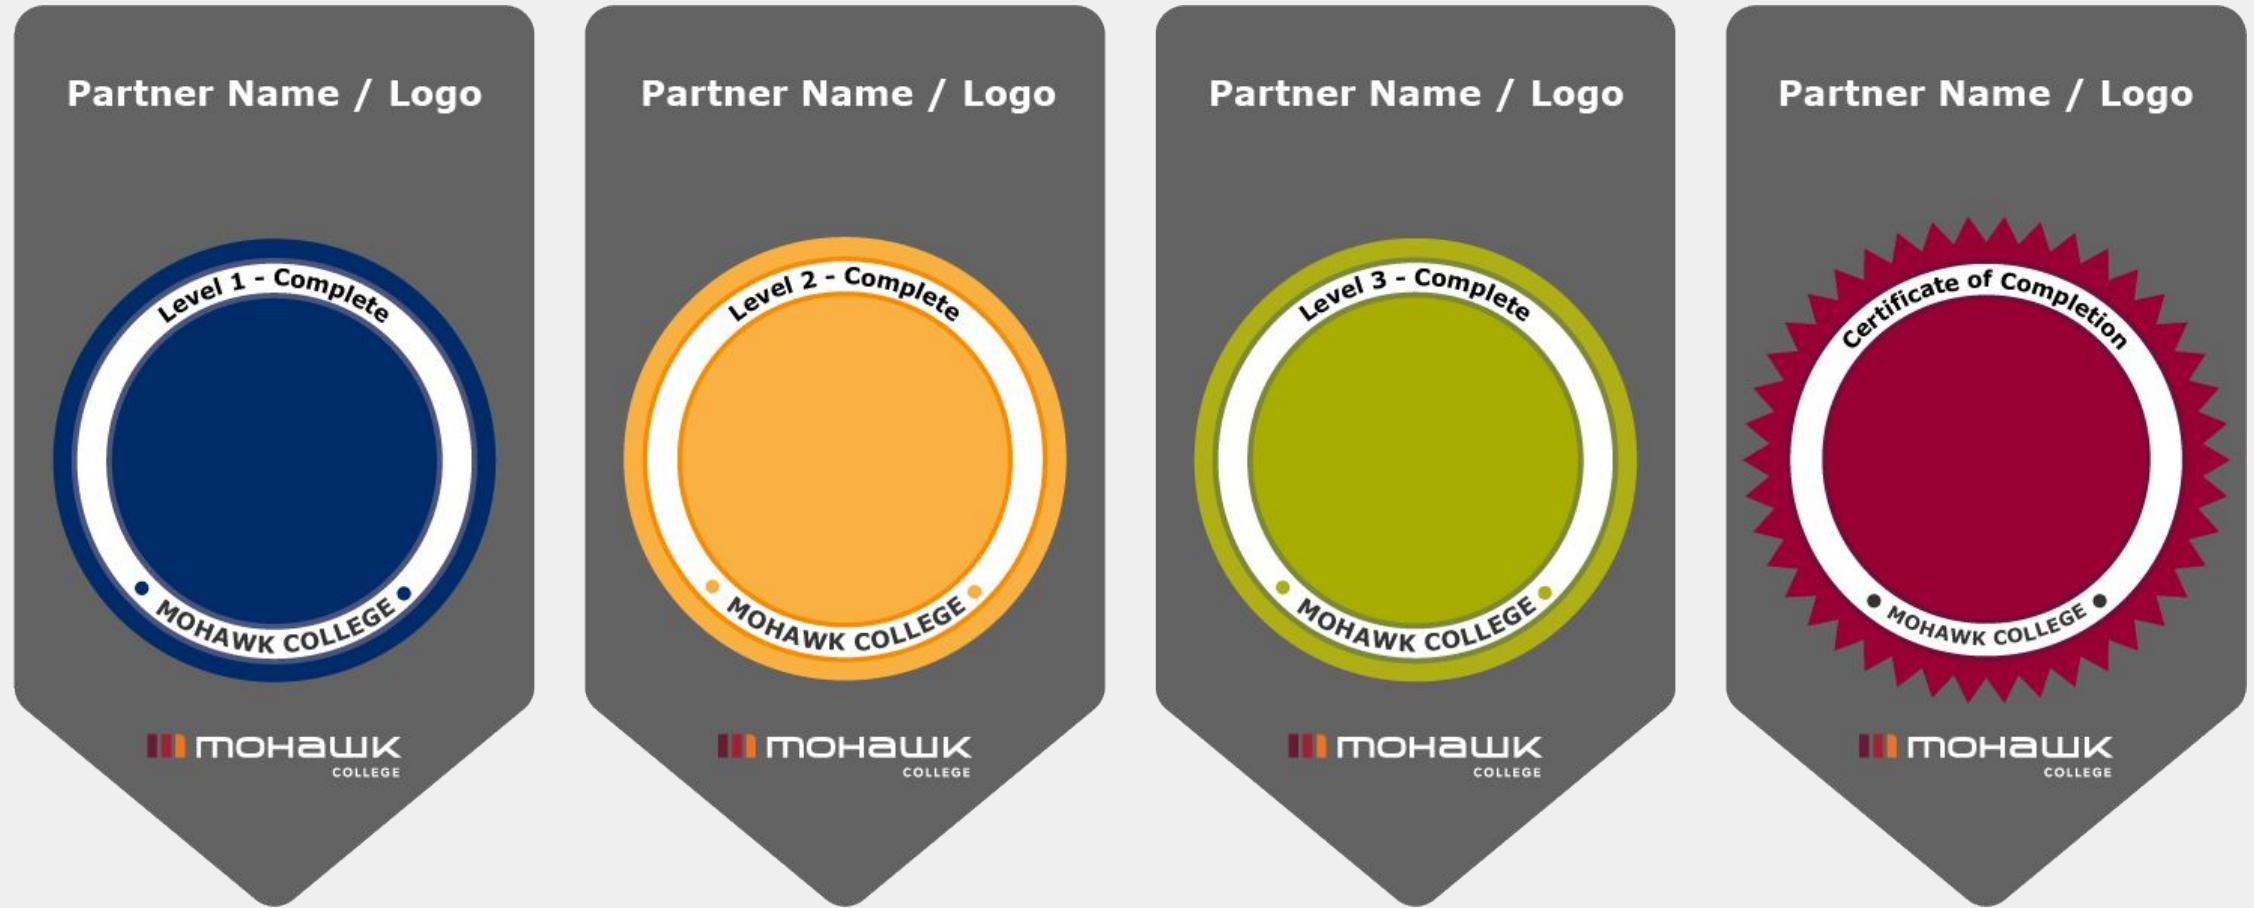 Partner Name / Logo
Level 1 - Complete
MOHAWK COLLEGE
mohawk
COLLEGE
Partner Name / Logo
Level 2 - Complete
MOHAWK COLLEGE
mohawk
COLLEGE
Partner Name / Logo
Level 3 - Complete
MOHAWK COLLEGE
mohawk
COLLEGE
Partner Name / Logo
Certificate of Completion
MOHAWK COLLEGE
mohawk
COLLEGE